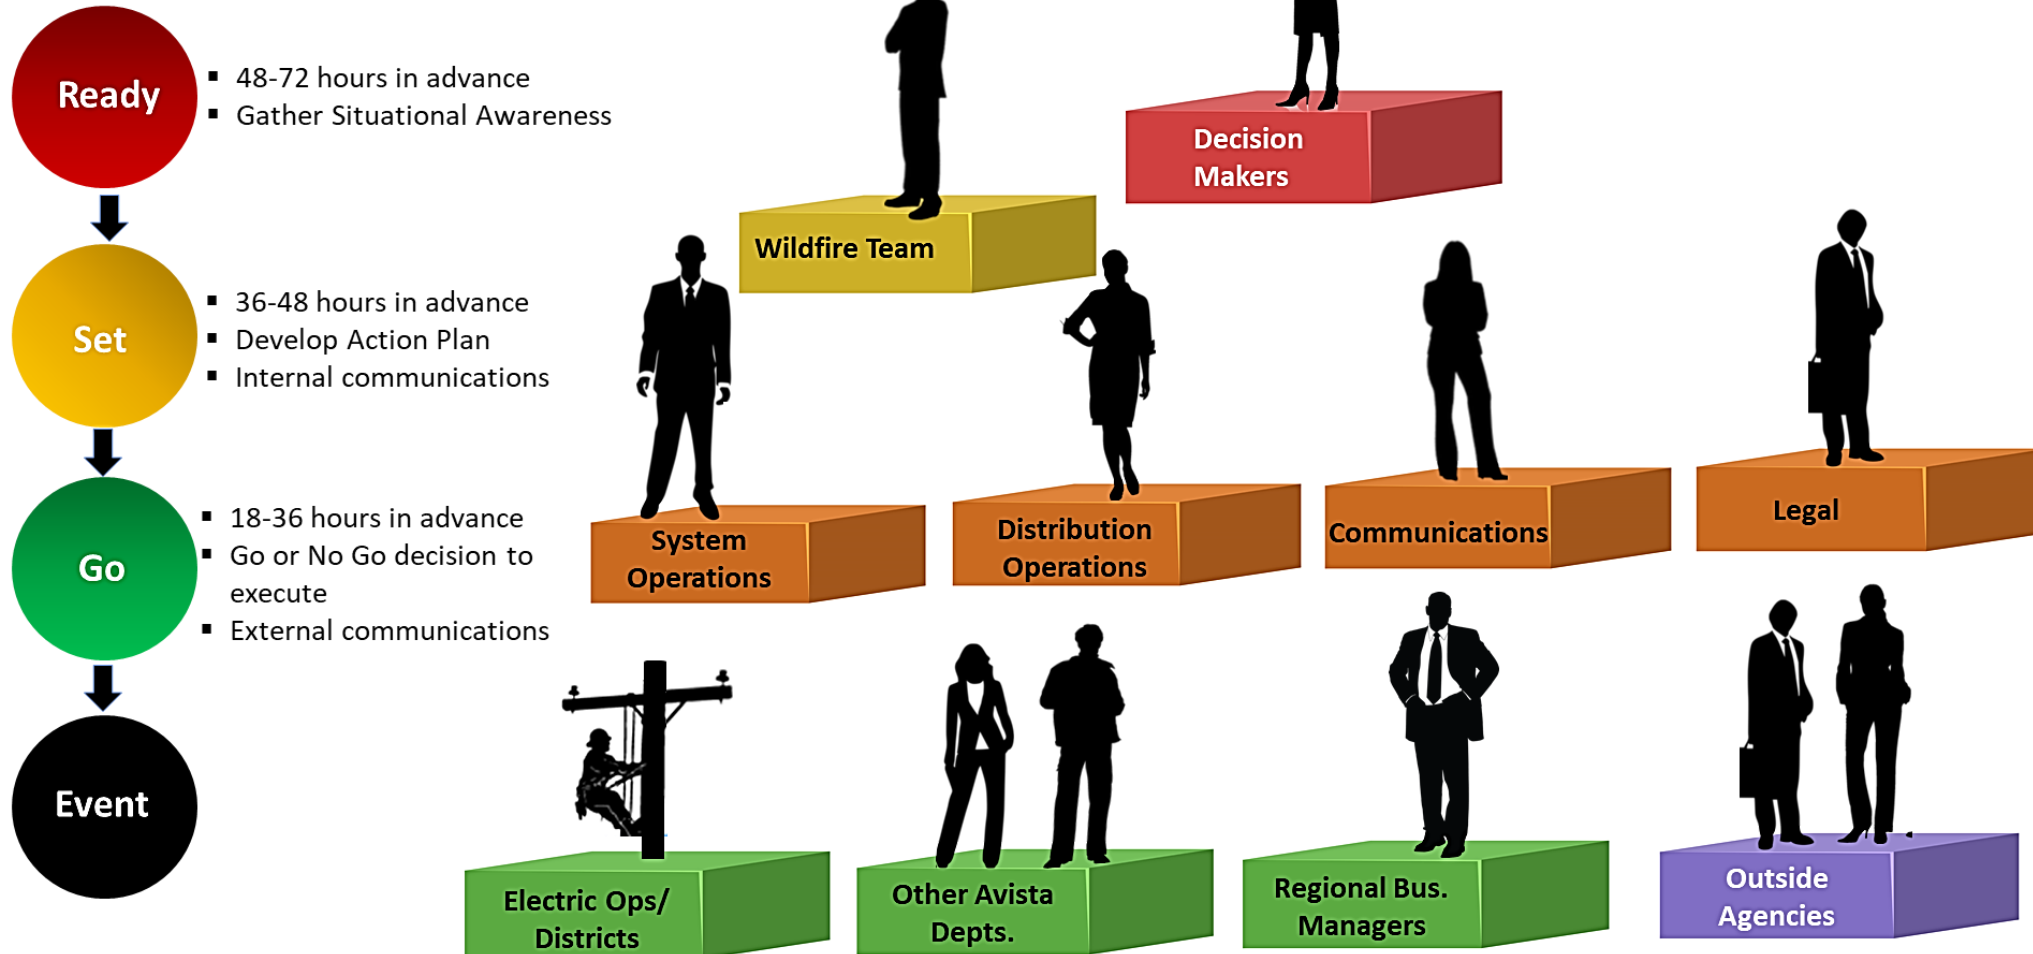 Ready
▪ 48-72 hours in advance
▪ Gather Situational Awareness
Set
▪ 36-48 hours in advance
▪ Develop Action Plan
▪ Internal communications
Go
▪ 18-36 hours in advance
▪ Go or No Go decision to
execute
▪ External communications
Event
Decision
Makers
Wildfire Team
System
Operations
Distribution
Operations
Communications
Legal
Electric Ops/
Districts
Other Avista
Depts.
Regional Bus.
Managers
Outside
Agencies